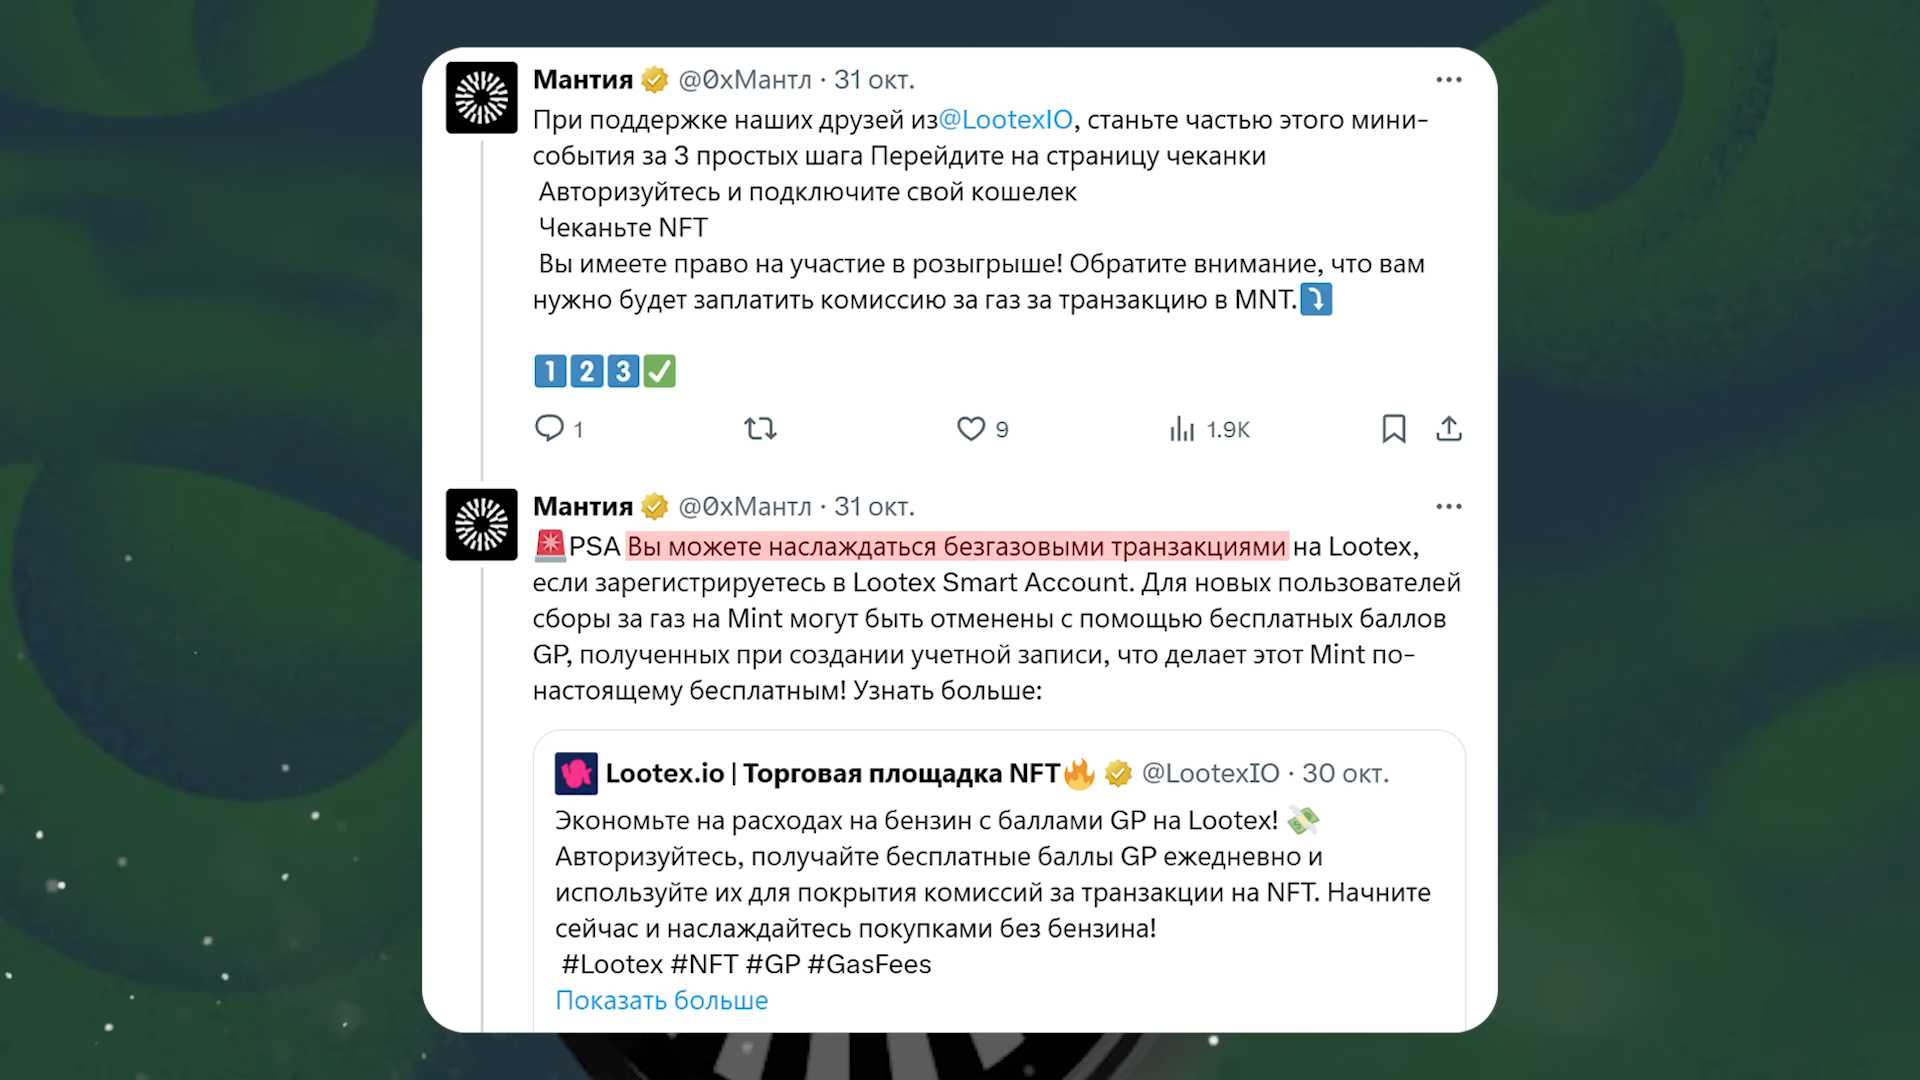 Мантия @0xМантл · 31 окт.
При поддержке наших друзей из@LootexIO, станьте частью этого мини-
события за 3 простых шага Перейдите на страницу чеканки
Авторизуйтесь и подключите свой кошелек
Чеканьте NFT
Вы имеете право на участие в розыгрыше! Обратите внимание, что вам
нужно будет заплатить комиссию за газ за транзакцию в MNT.⤵️
1️⃣2️⃣3️⃣✅
1 9 1.9K
Мантия @0xМантл · 31 окт.
🚨PSA Вы можете наслаждаться безгазовыми транзакциями на Lootex,
если зарегистрируетесь в Lootex Smart Account. Для новых пользователей
сборы за газ на Mint могут быть отменены с помощью бесплатных баллов
GP, полученных при создании учетной записи, что делает этот Mint по-
настоящему бесплатным! Узнать больше:
Lootex.io | Торговая площадка NFT🔥 @LootexIO · 30 окт.
Экономьте на расходах на бензин с баллами GP на Lootex! 💸
Авторизуйтесь, получайте бесплатные баллы GP ежедневно и
используйте их для покрытия комиссий за транзакции на NFT. Начните
сейчас и наслаждайтесь покупками без бензина!
#Lootex #NFT #GP #GasFees
Показать больше